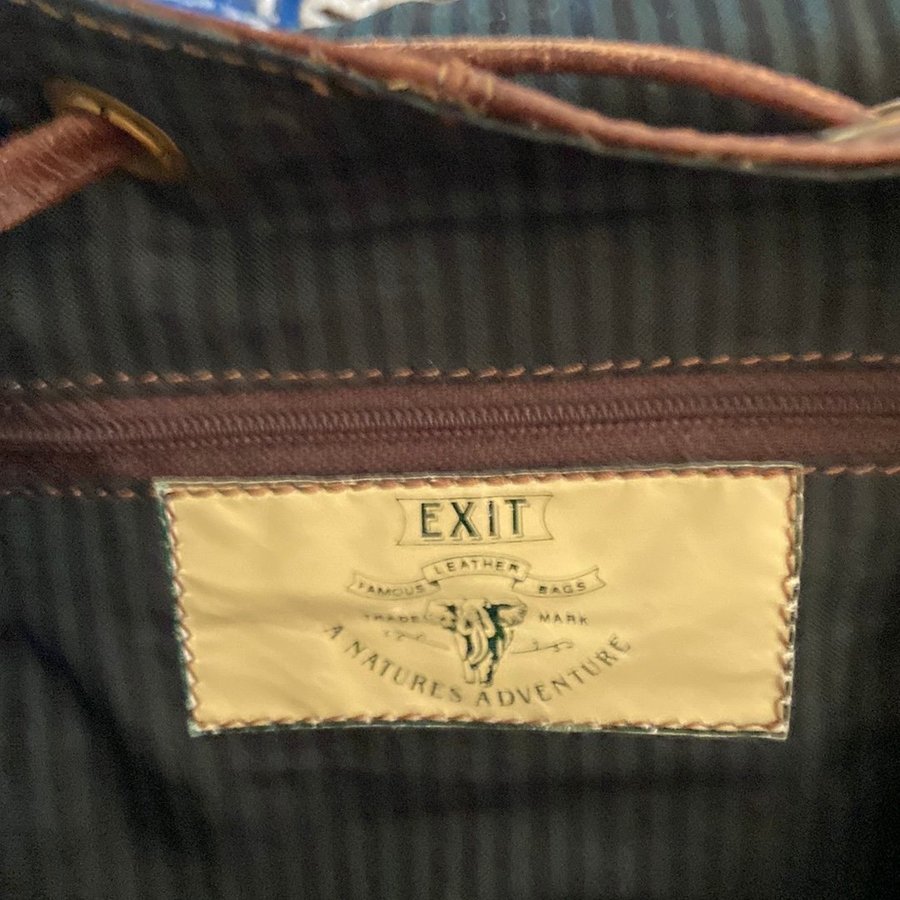 EXIT
FAMOUS LEATHER BAGS
TRADE MARK
A NATURES ADVENTURE